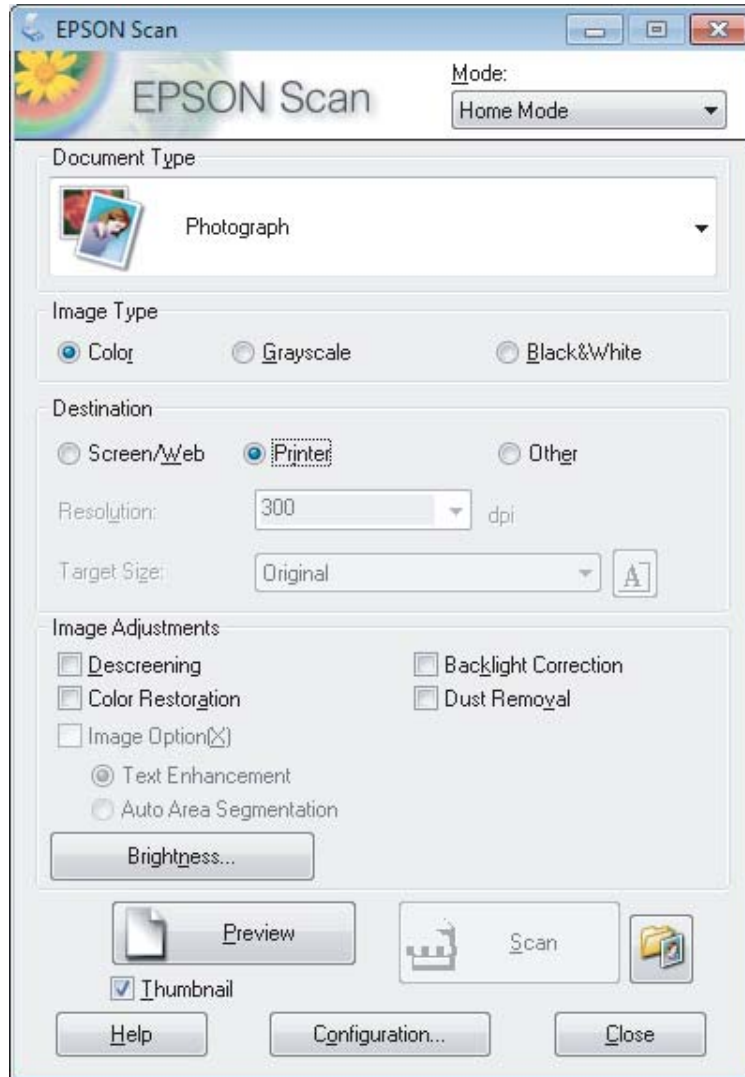 EPSON Scan
EPSON Scan
Mode:
Home Mode
Document Type
Photograph
Image Type
Color Grayscale Black&White
Destination
Screen/Web Printer Other
Resolution: 300 dpi
Target Size: Original A
Image Adjustments
Descreening Backlight Correction
Color Restoration Dust Removal
Image Option(X)
Text Enhancement
Auto Area Segmentation
Brightness...
Preview Scan
Thumbnail
Help Configuration... Close